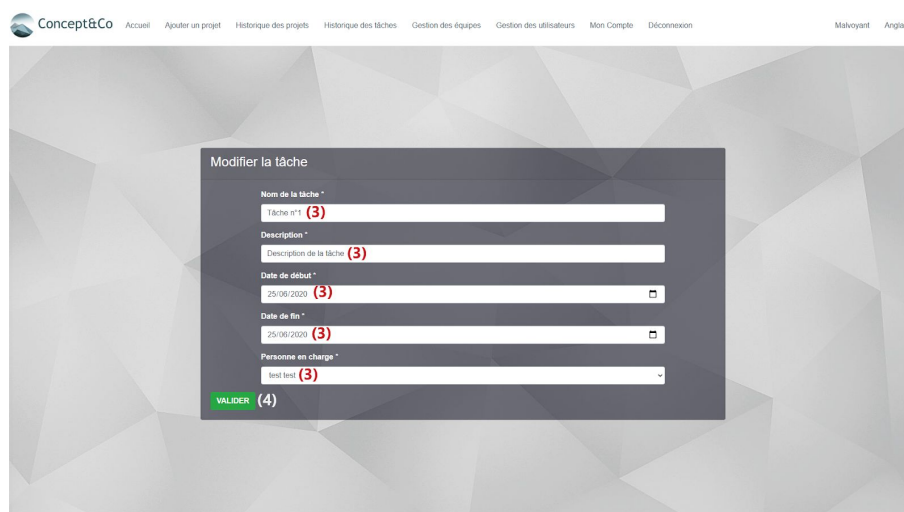 Concept&Co Accueil Ajouter un projet Historique des projets Historique des tâches Gestion des équipes Gestion des utilisateurs Mon Compte Déconnexion Malvoyant Angla
Modifier la tâche
Nom de la tâche *
Tâche n°1 (3)
Description *
Description de la tâche (3)
Date de début *
25/06/2020 (3)
Date de fin *
25/06/2020 (3)
Personne en charge *
test test (3)
VALIDER (4)